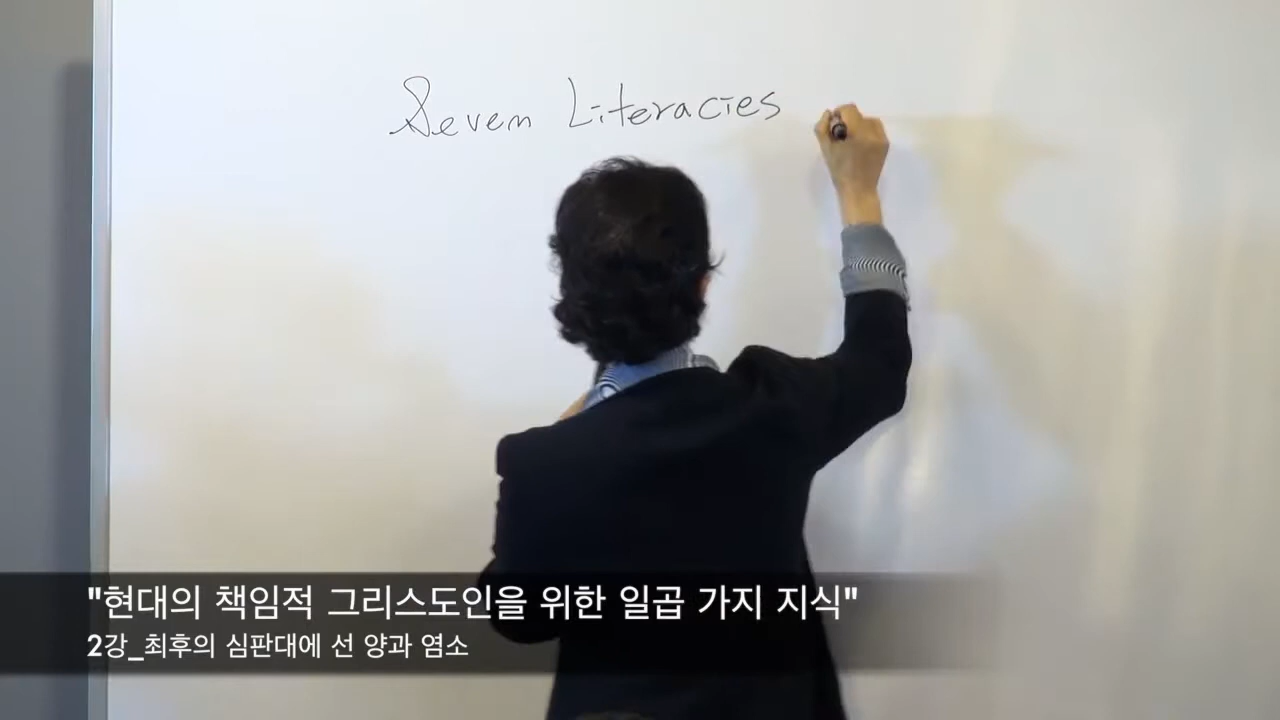 Seven Literacies
"현대의 책임적 그리스도인을 위한 일곱 가지 지식"
2강_최후의 심판대에 선 양과 염소